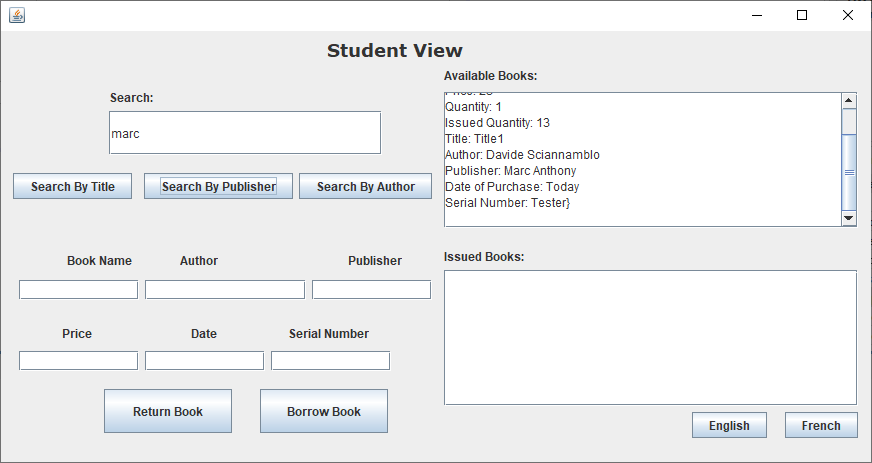 Student View
Available Books:
Search:
marc
Search By Title
Search By Publisher
Search By Author
Quantity: 1
Issued Quantity: 13
Title: Title1
Author: Davide Sciannamblo
Publisher: Marc Anthony
Date of Purchase: Today
Serial Number: Tester}
Book Name
Author
Publisher
Issued Books:
Price
Date
Serial Number
Return Book
Borrow Book
English
French